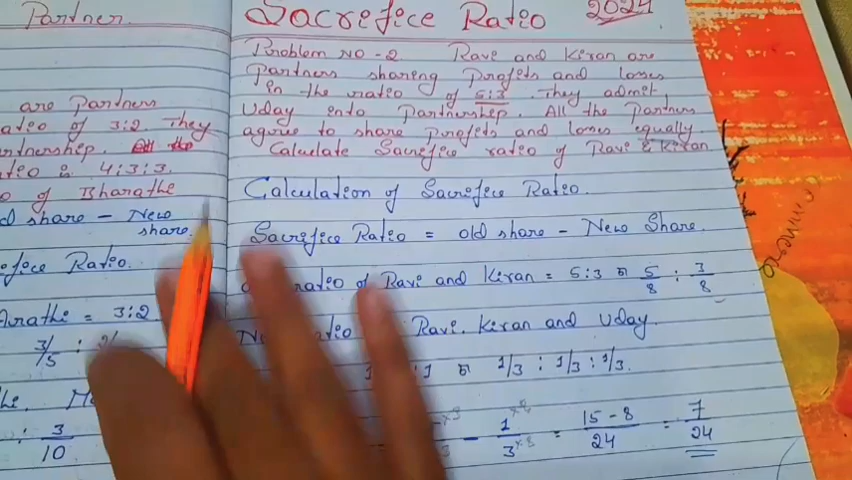 Partner.
are Partners
ratio of 3:2. They
All the
ratio is 4:3:3.
of Bharathe
old share - New
share.
Ratio.
= 3:2
3/5 :
: 3/10
Sacrifice Ratio
2024
Problem No - 2 Ravi and Kiran are
Partners sharing Profits and losses
in the ratio of 5:3. They admit
Uday into Partnership. All the Partners
agree to share profits and losses equally
Calculate Sacrifice ratio of Ravi & Kiran
Calculation of Sacrifice Ratio.
Sacrifice Ratio = old share - New Share.
ratio of Ravi and Kiran = 5:3 or 5/8 : 3/8
Ravi. Kiran and Uday.
:1 or 1/3 : 1/3 : 1/3.
- 1/3 ×8 = 15-8/24 = 7/24